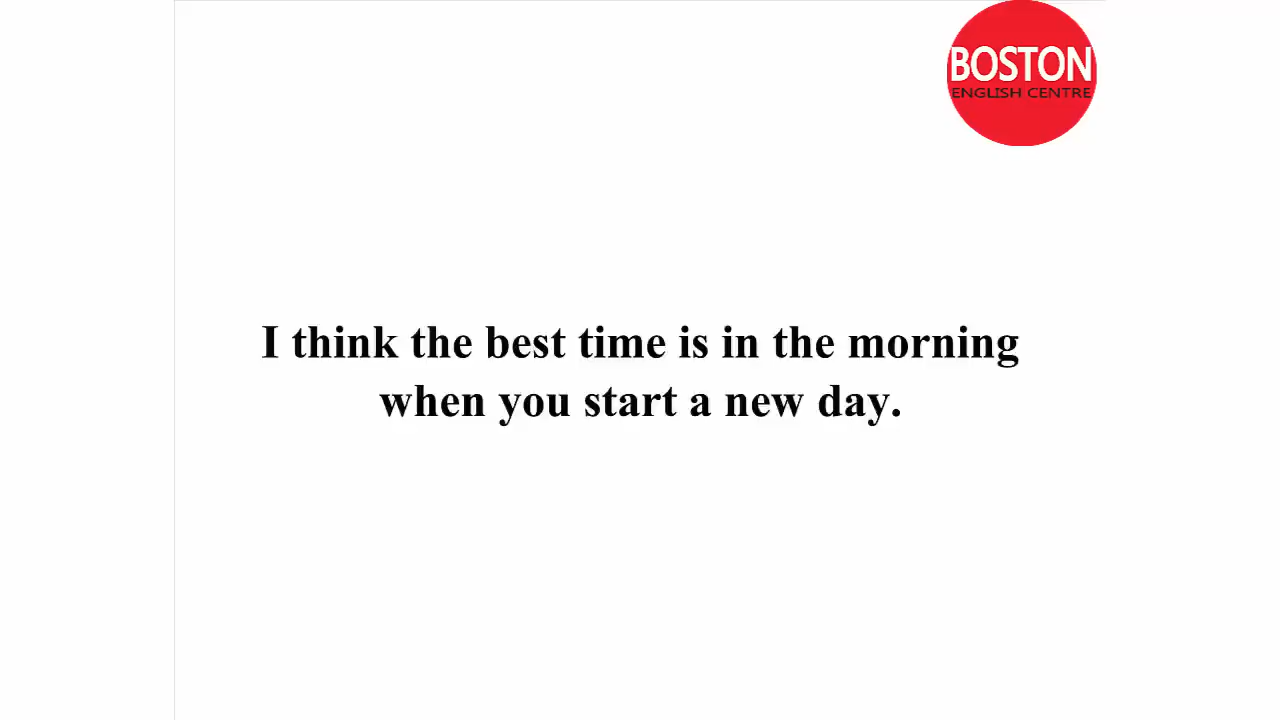 BOSTON
ENGLISH CENTRE
I think the best time is in the morning
when you start a new day.